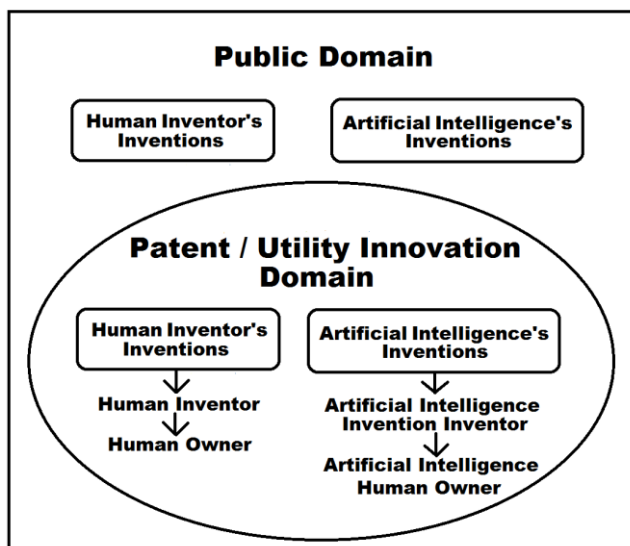 Public Domain
Human Inventor's
Inventions
Artificial Intelligence's
Inventions
Patent / Utility Innovation
Domain
Human Inventor's
Inventions
Human Inventor
Human Owner
Artificial Intelligence's
Inventions
Artificial Intelligence
Invention Inventor
Artificial Intelligence
Human Owner